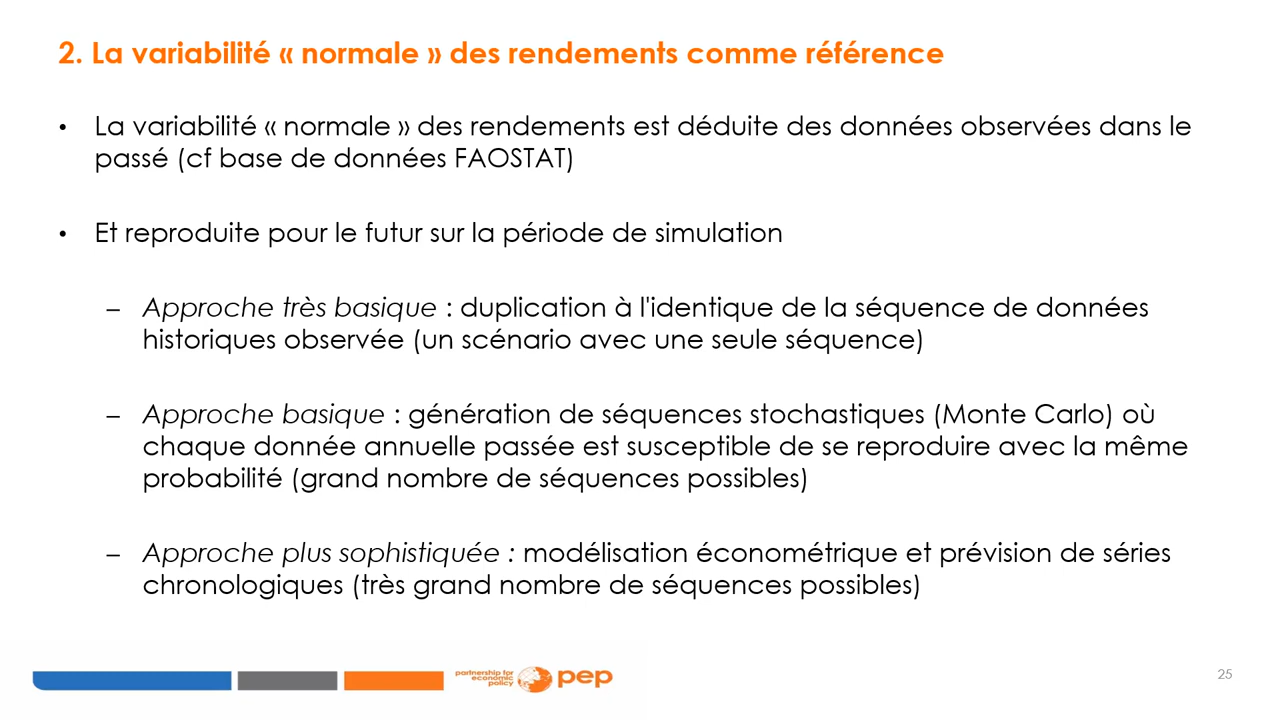 2. La variabilité « normale » des rendements comme référence
• La variabilité « normale » des rendements est déduite des données observées dans le
passé (cf base de données FAOSTAT)
• Et reproduite pour le futur sur la période de simulation
– Approche très basique : duplication à l'identique de la séquence de données
historiques observée (un scénario avec une seule séquence)
– Approche basique : génération de séquences stochastiques (Monte Carlo) où
chaque donnée annuelle passée est susceptible de se reproduire avec la même
probabilité (grand nombre de séquences possibles)
– Approche plus sophistiquée : modélisation économétrique et prévision de séries
chronologiques (très grand nombre de séquences possibles)
partnership for
economic
policy
pep
25